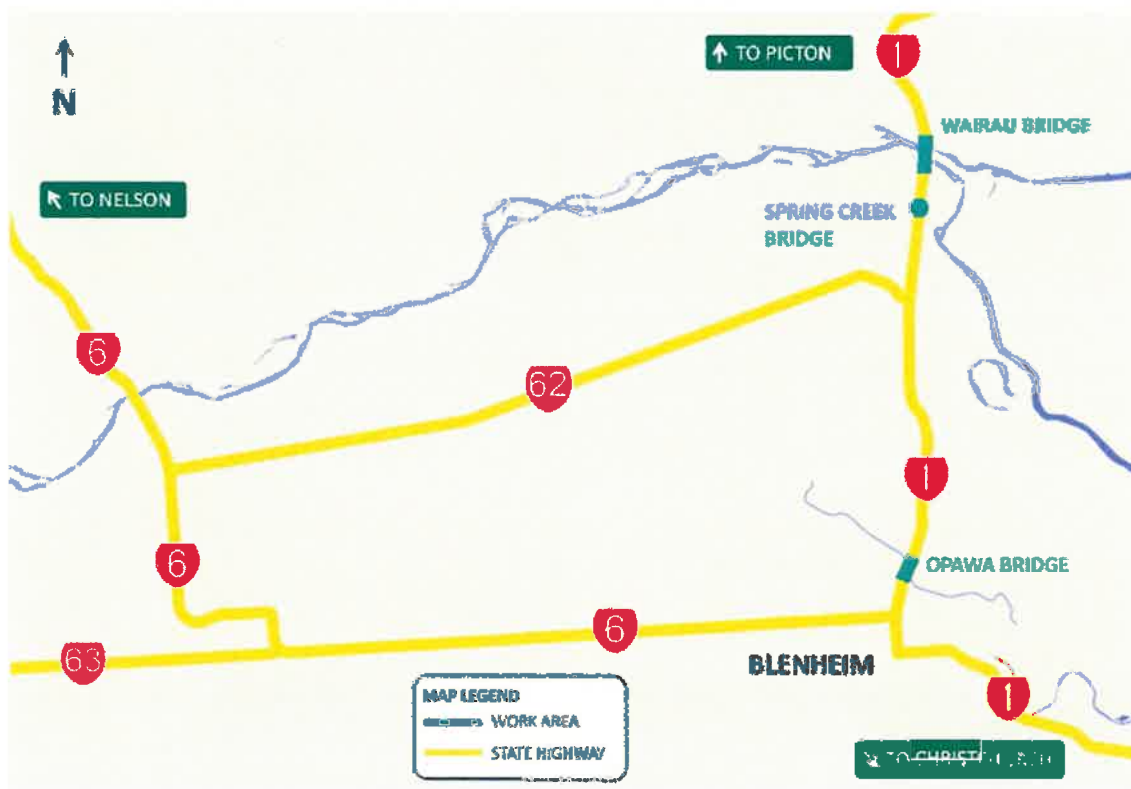 N
TO PICTON
1
WAIRAU BRIDGE
TO NELSON
SPRING CREEK
BRIDGE
6
62
1
6
OPAWA BRIDGE
6
63
BLENHEIM
1
MAP LEGEND
WORK AREA
STATE HIGHWAY